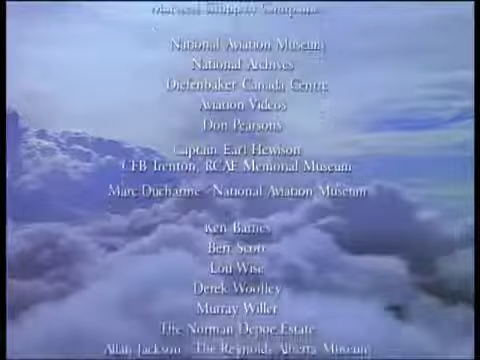 National Aviation Museum
National Archives
Diefenbaker Canada Centre
Aviation Videos
Don Pearsons
Captain Earl Hewison
CFB Trenton, RCAF Memorial Museum
Marc Ducharme - National Aviation Museum
Ken Barnes
Bert Scott
Lou Wise
Derek Woolley
Murray Willer
The Norman Depoe Estate
Allan Jackson The Reynolds Alberta Museum